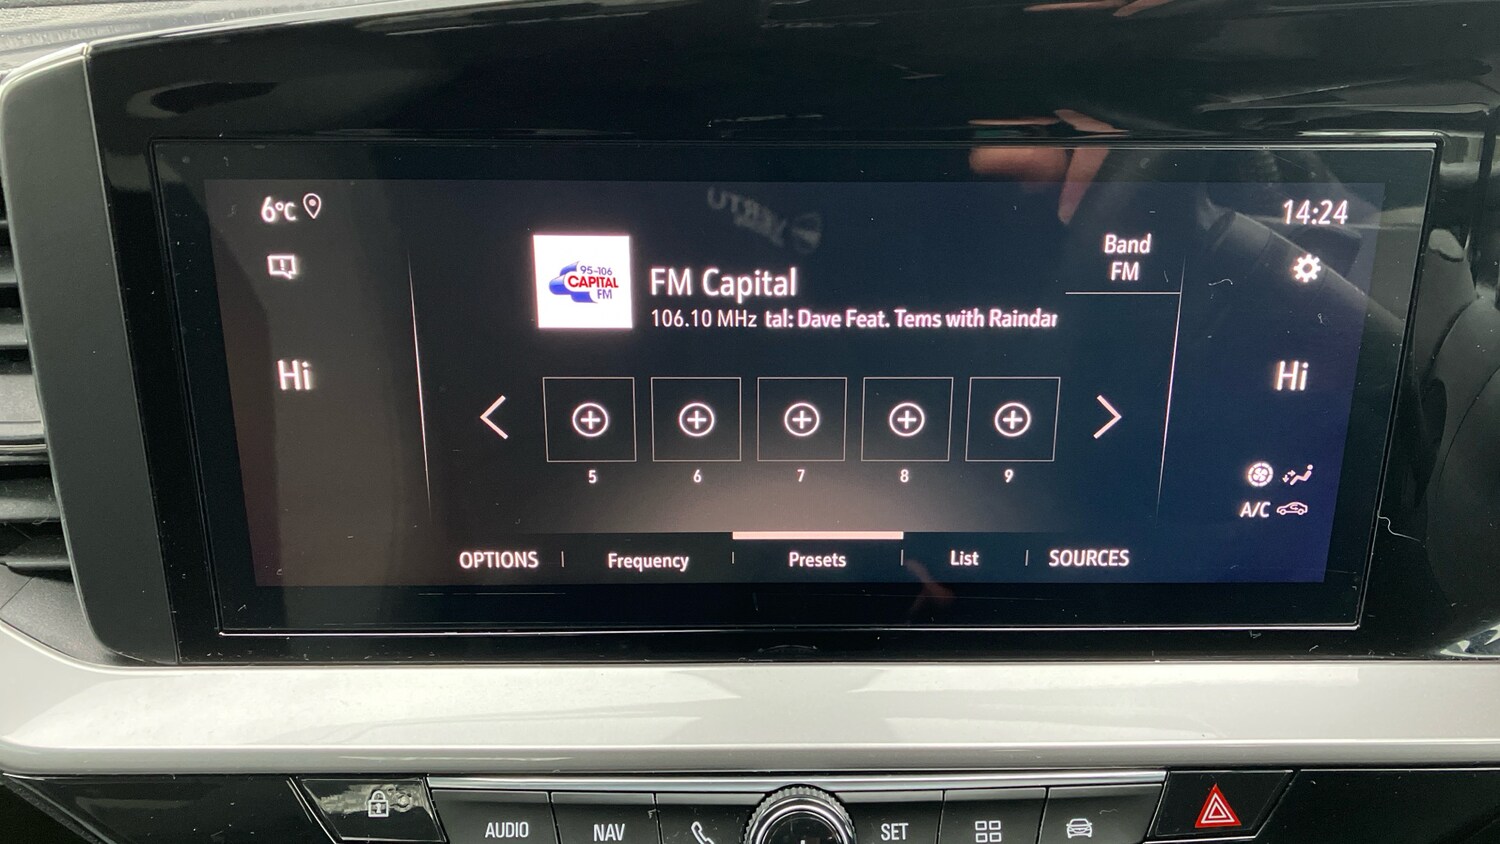 6°C
14:24
VERTU
Band
FM
95-106
CAPITAL
FM
FM Capital
106.10 MHz tal: Dave Feat. Tems with Raindar
Hi
Hi
5 6 7 8 9
A/C
OPTIONS Frequency Presets List SOURCES
AUDIO NAV SET